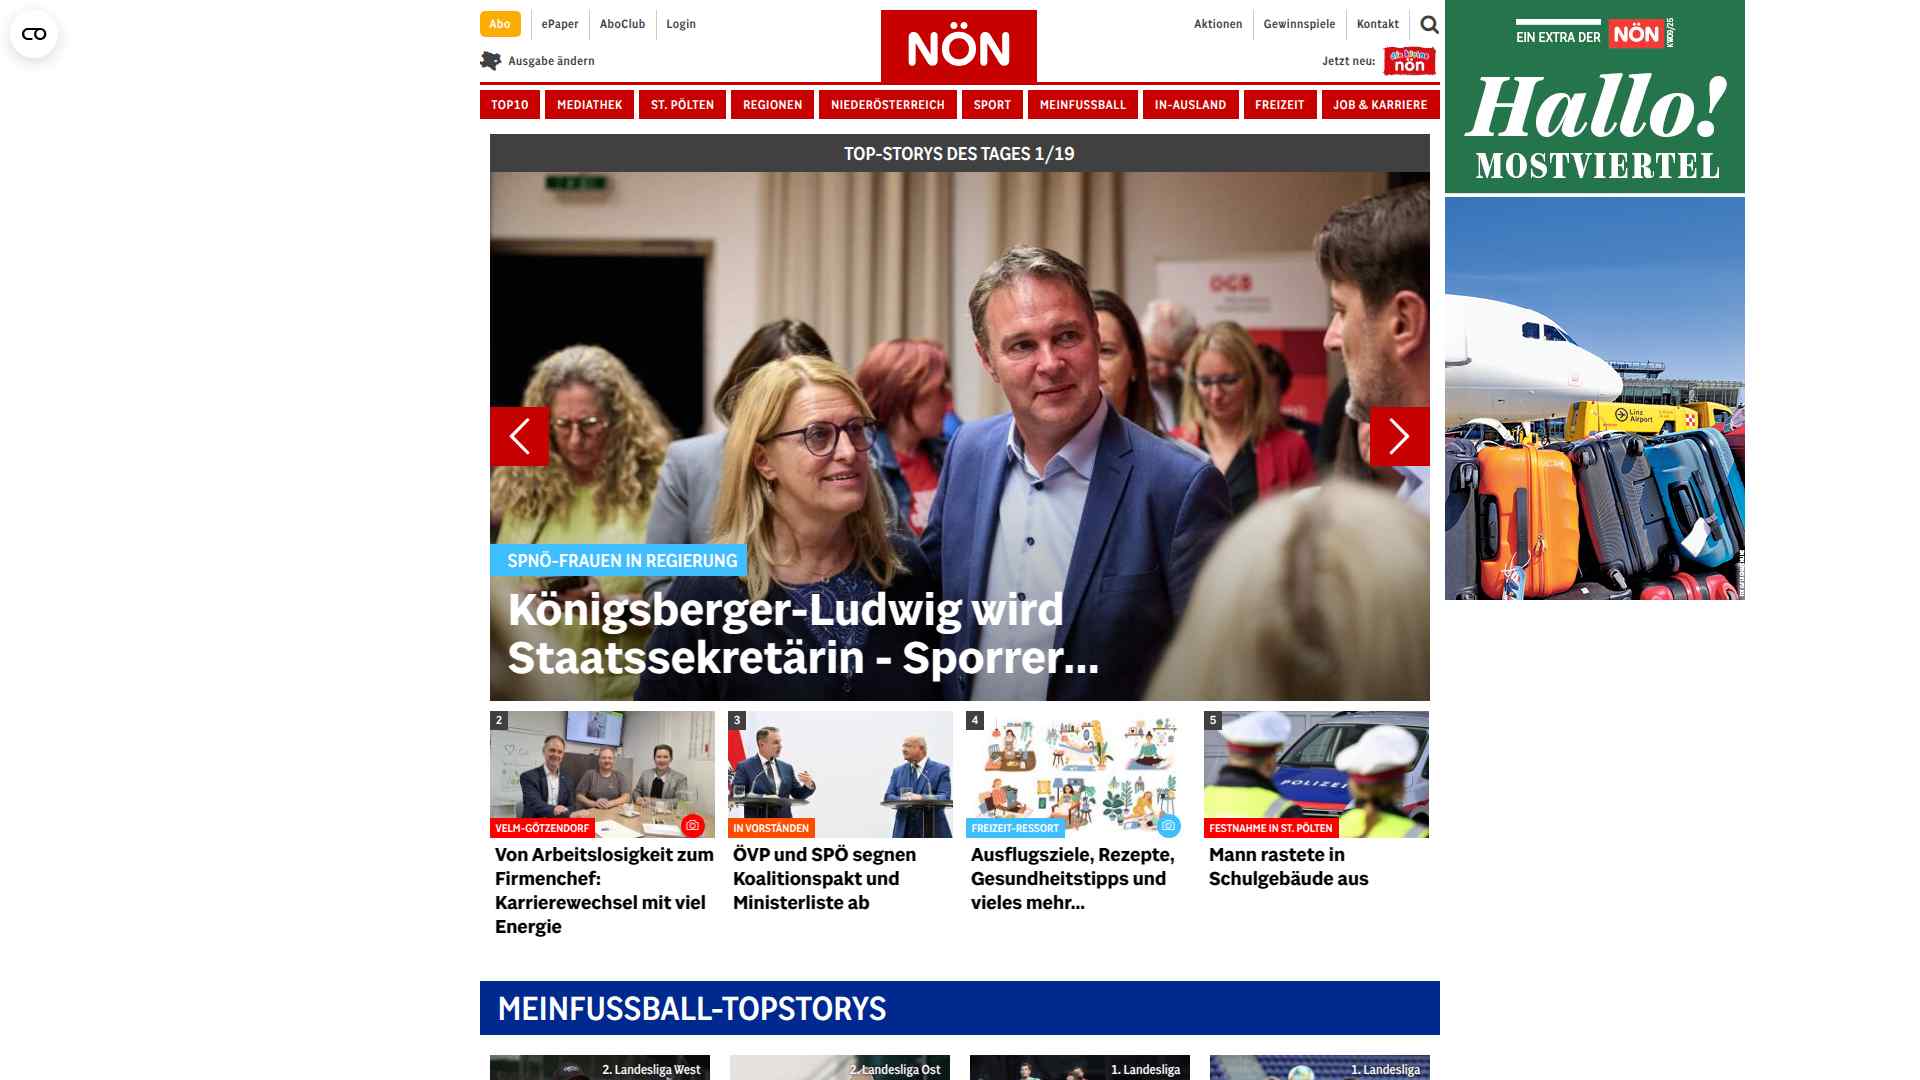 Abo
ePaper
AboClub
Login
NÖN
Aktionen
Gewinnspiele
Kontakt
Ausgabe ändern
Jetzt neu:
nön
TOP10
MEDIATHEK
ST. PÖLTEN
REGIONEN
NIEDERÖSTERREICH
SPORT
MEINFUSSBALL
IN-AUSLAND
FREIZEIT
JOB & KARRIERE
EIN EXTRA DER NÖN
Hallo!
MOSTVIERTEL
Linz
Airport
TOP-STORYS DES TAGES 1/19
SPNÖ-FRAUEN IN REGIERUNG
Königsberger-Ludwig wird
Staatssekretärin - Sporrer...
2
VELM-GÖTZENDORF
Von Arbeitslosigkeit zum
Firmenchef:
Karrierewechsel mit viel
Energie
3
IN VORSTÄNDEN
ÖVP und SPÖ segnen
Koalitionspakt und
Ministerliste ab
4
FREIZEIT-RESSORT
Ausflugsziele, Rezepte,
Gesundheitstipps und
vieles mehr...
5
POLIZEI
FESTNAHME IN ST. PÖLTEN
Mann rastete in
Schulgebäude aus
MEINFUSSBALL-TOPSTORYS
2. Landesliga West
2. Landesliga Ost
1. Landesliga
1. Landesliga